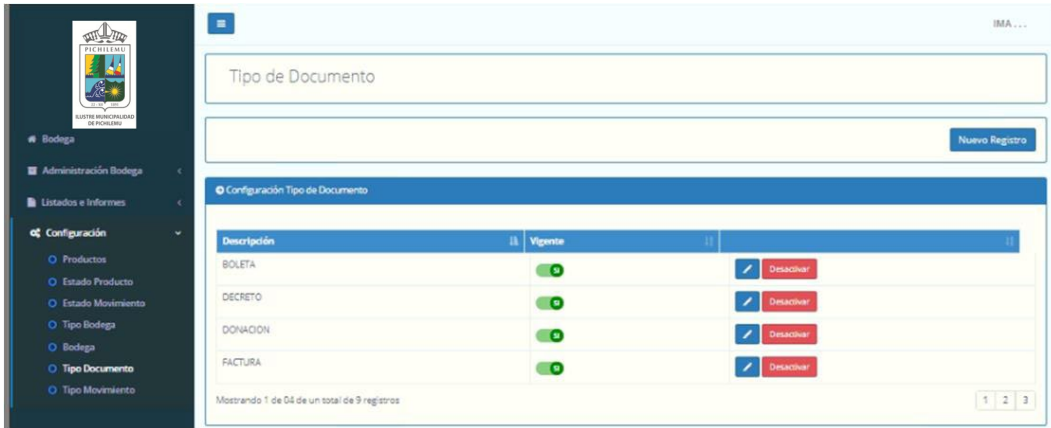 PICHILEMU
ILUSTRE MUNICIPALIDAD
DE PICHILEMU
Bodega
Administración Bodega
Listados e Informes
Configuración
Productos
Estado Producto
Estado Movimiento
Tipo Bodega
Bodega
Tipo Documento
Tipo Movimiento
IMA . . .
Tipo de Documento
Nuevo Registro
Configuración Tipo de Documento
Descripción Vigente
BOLETA SI Desactivar
DECRETO SI Desactivar
DONACION SI Desactivar
FACTURA SI Desactivar
Mostrando 1 de 04 de un total de 9 registros
1 2 3